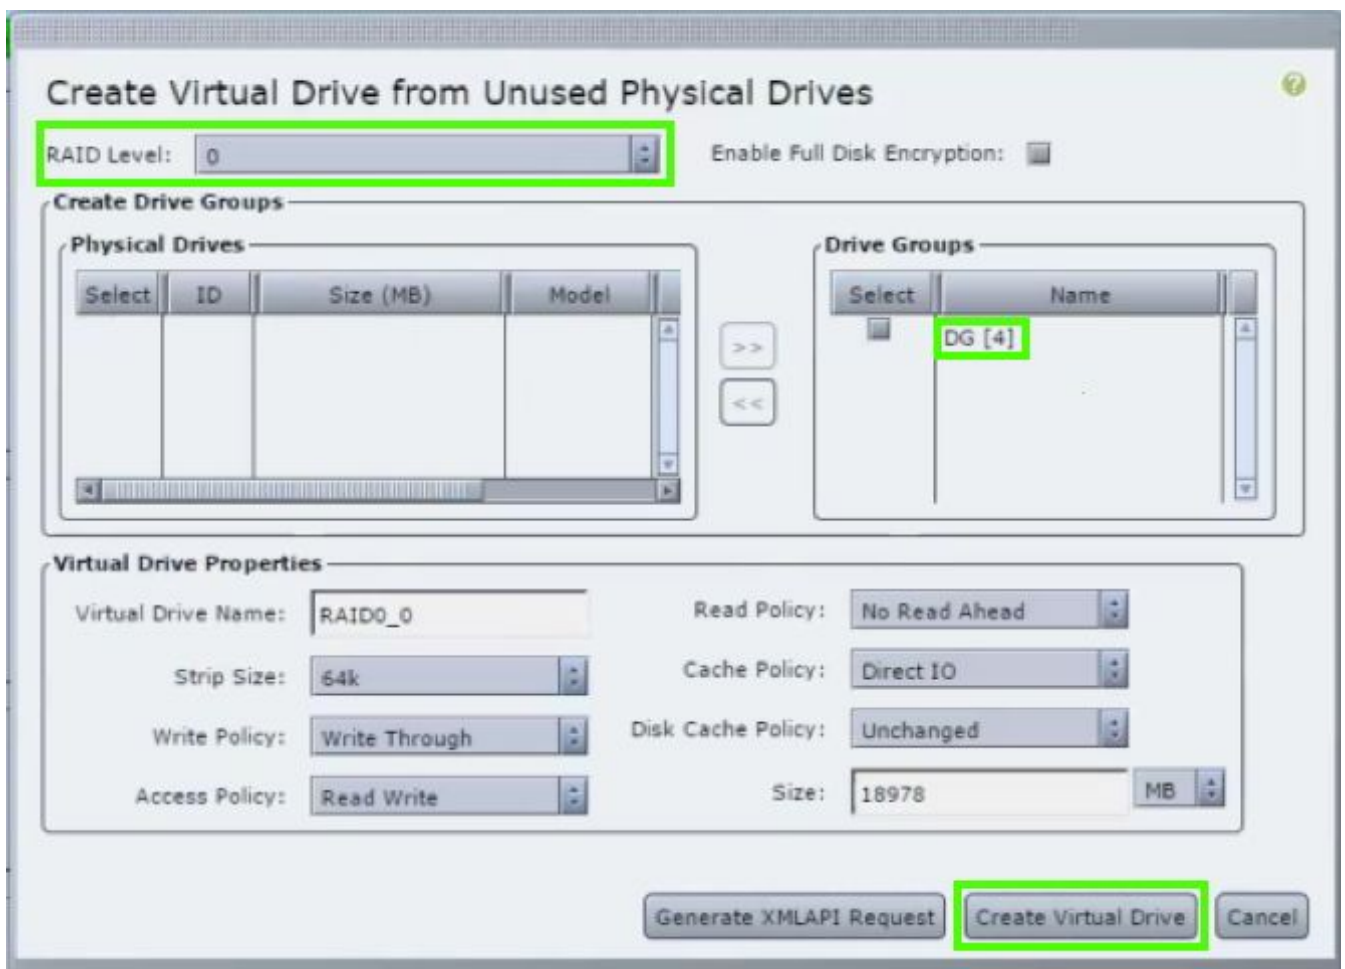 Create Virtual Drive from Unused Physical Drives
RAID Level: 0 Enable Full Disk Encryption:
Create Drive Groups
Physical Drives Drive Groups
Select ID Size (MB) Model Select Name
DG [4]
>>
<<
Virtual Drive Properties
Virtual Drive Name: RAID0_0 Read Policy: No Read Ahead
Strip Size: 64k Cache Policy: Direct IO
Write Policy: Write Through Disk Cache Policy: Unchanged
Access Policy: Read Write Size: 18978 MB
Generate XMLAPI Request Create Virtual Drive Cancel